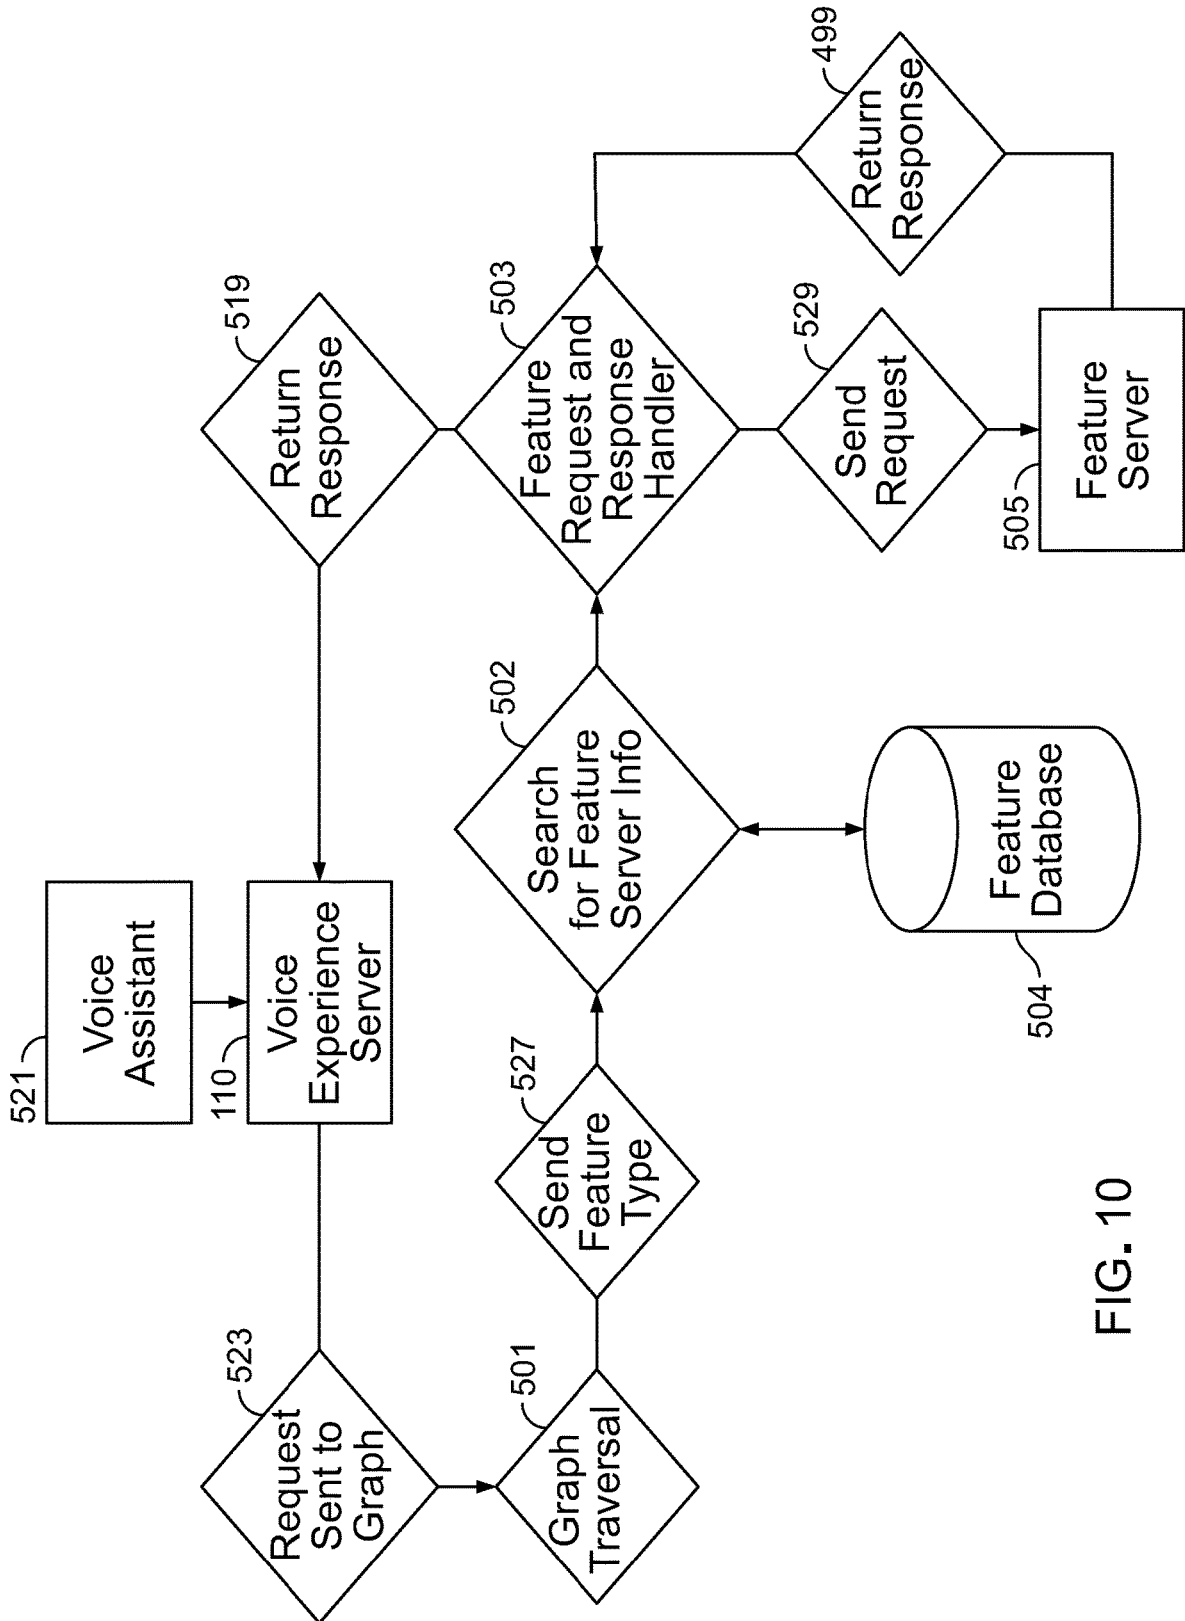 521
Voice
Assistant
110
Voice
Experience
Server
523
Request
Sent to
Graph
519
Return
Response
501
Graph
Traversal
527
Send
Feature
Type
502
Search
for Feature
Server Info
503
Feature
Request and
Response
Handler
504
Feature
Database
529
Send
Request
505
Feature
Server
499
Return
Response
FIG. 10